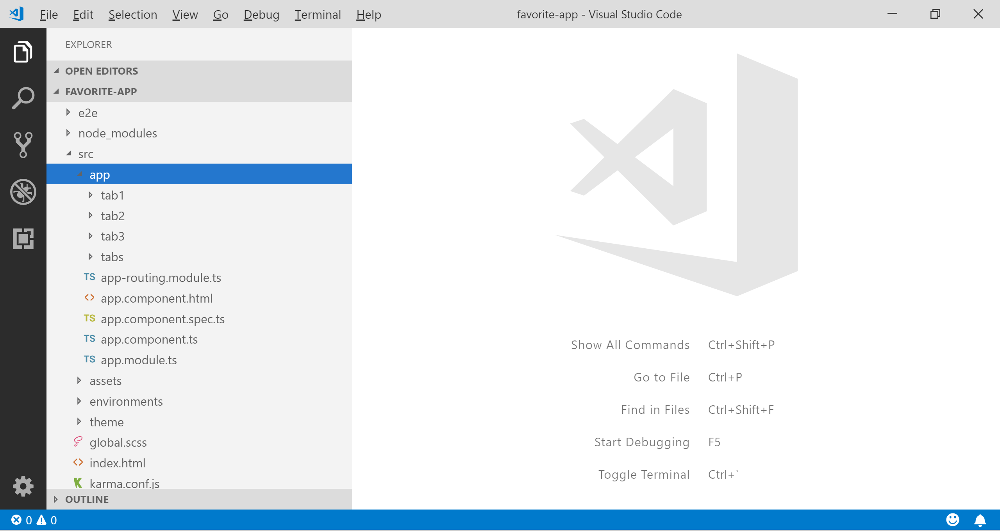 File Edit Selection View Go Debug Terminal Help favorite-app - Visual Studio Code
EXPLORER
OPEN EDITORS
FAVORITE-APP
e2e
node_modules
src
app
tab1
tab2
tab3
tabs
TS app-routing.module.ts
<> app.component.html
TS app.component.spec.ts
TS app.component.ts
TS app.module.ts
assets
environments
theme
global.scss
<> index.html
karma.conf.js
OUTLINE
Show All Commands Ctrl+Shift+P
Go to File Ctrl+P
Find in Files Ctrl+Shift+F
Start Debugging F5
Toggle Terminal Ctrl+`
0 0